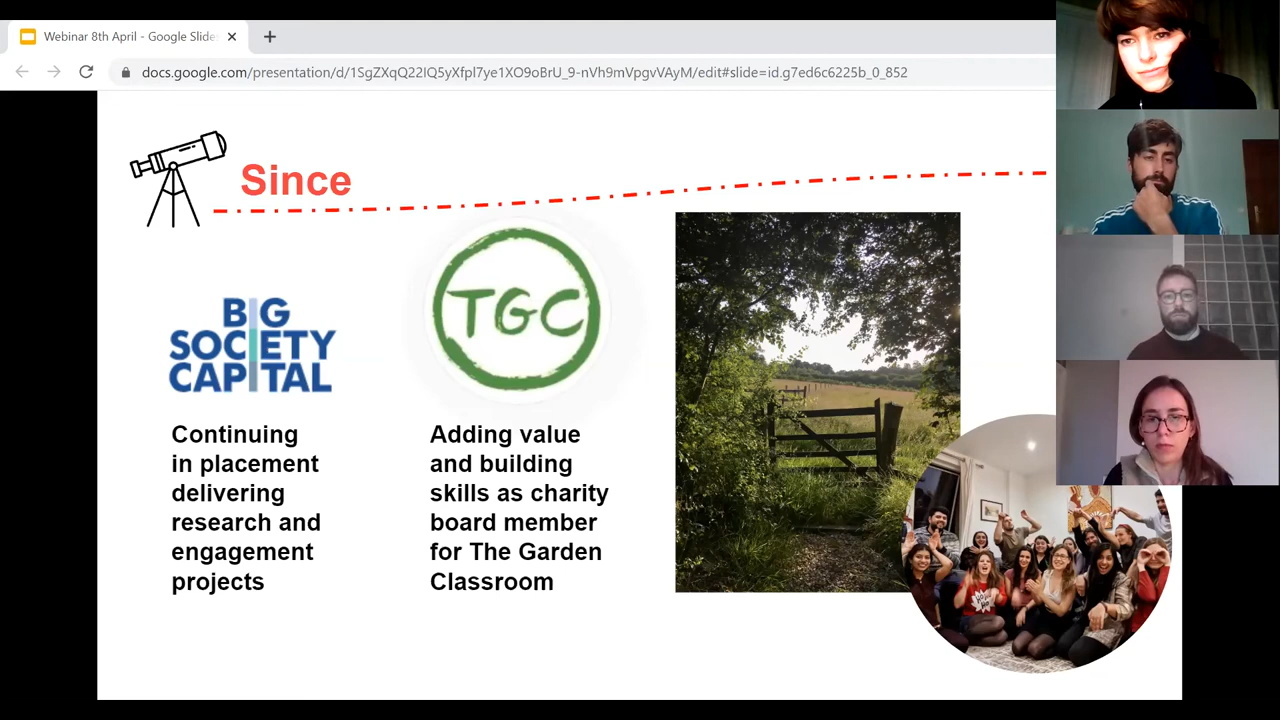 Webinar 8th April - Google Slide
docs.google.com/presentation/d/1SgZXqQ22IQ5yXfpI7ye1XO9oBrU_9-nVh9mVpgvVAyM/edit#slide=id.g7ed6c6225b_0_852
Since
BIG
SOCIETY
CAPITAL
TGC
Continuing
in placement
delivering
research and
engagement
projects
Adding value
and building
skills as charity
board member
for The Garden
Classroom